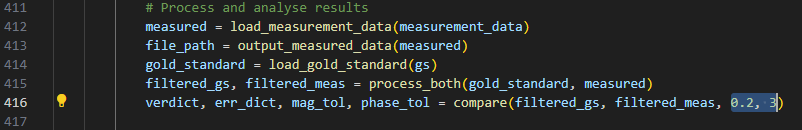 411 # Process and analyse results
412 measured = load_measurement_data(measurement_data)
413 file_path = output_measured_data(measured)
414 gold_standard = load_gold_standard(gs)
415 filtered_gs, filtered_meas = process_both(gold_standard, measured)
416 verdict, err_dict, mag_tol, phase_tol = compare(filtered_gs, filtered_meas, 0.2, 3)
417